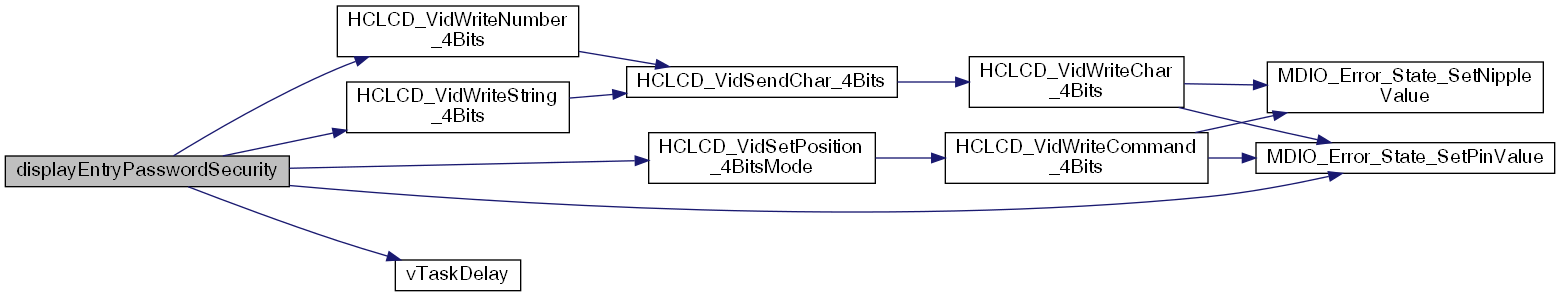 HCLCD_VidWriteNumber
_4Bits
HCLCD_VidWriteString
_4Bits
HCLCD_VidSendChar_4Bits
HCLCD_VidWriteChar
_4Bits
MDIO_Error_State_SetNipple
Value
displayEntryPasswordSecurity
HCLCD_VidSetPosition
_4BitsMode
HCLCD_VidWriteCommand
_4Bits
MDIO_Error_State_SetPinValue
vTaskDelay